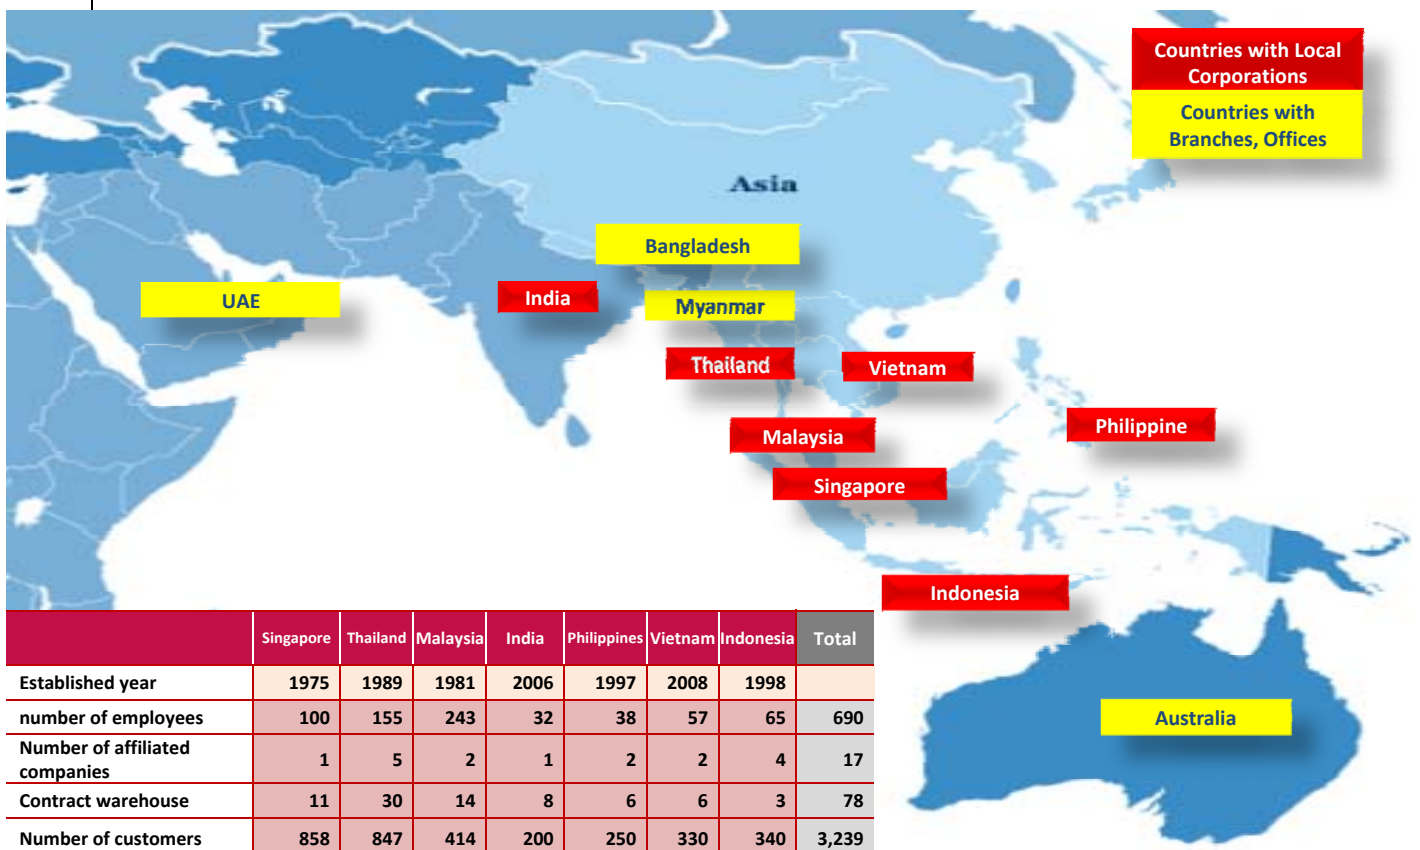 Countries with Local
Corporations
Countries with
Branches, Offices
Asia
Bangladesh
UAE
India
Myanmar
Thailand
Vietnam
Philippine
Malaysia
Singapore
Indonesia
Australia
Singapore Thailand Malaysia India Philippines Vietnam Indonesia Total
Established year 1975 1989 1981 2006 1997 2008 1998
number of employees 100 155 243 32 38 57 65 690
Number of affiliated
companies 1 5 2 1 2 2 4 17
Contract warehouse 11 30 14 8 6 6 3 78
Number of customers 858 847 414 200 250 330 340 3,239